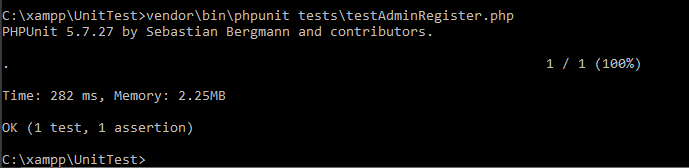 C:\xampp\UnitTest>vendor\bin\phpunit tests\testAdminRegister.php
PHPUnit 5.7.27 by Sebastian Bergmann and contributors.
. 1 / 1 (100%)
Time: 282 ms, Memory: 2.25MB
OK (1 test, 1 assertion)
C:\xampp\UnitTest>